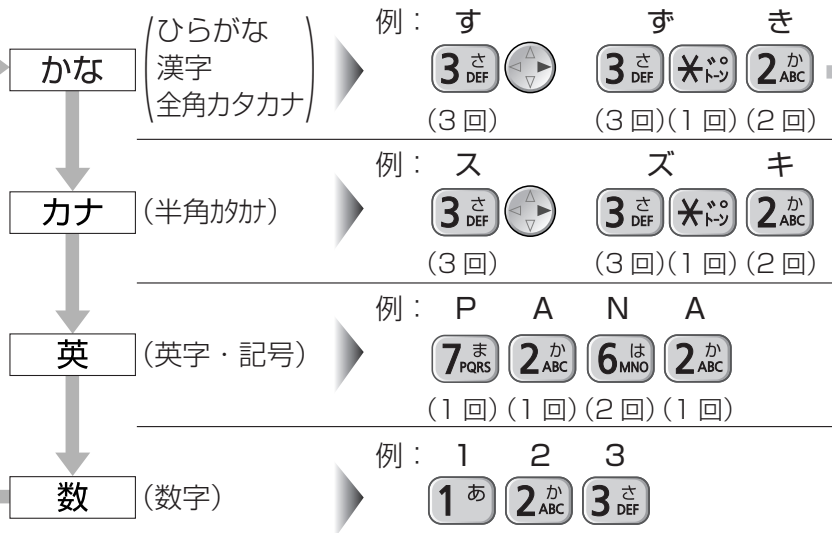 かな
(ひらがな
漢字
全角カタカナ)
例： す ず き
3 さ DEF 3 さ DEF ＊ ﾞﾟ トーン 2 か ABC
(3 回) (3 回)(1 回)(2 回)
カナ (半角ｶﾀｶﾅ)
例： ス ズ キ
3 さ DEF 3 さ DEF ＊ ﾞﾟ トーン 2 か ABC
(3 回) (3 回)(1 回)(2 回)
英 (英字・記号)
例： P A N A
7 ま PQRS 2 か ABC 6 は MNO 2 か ABC
(1 回)(1 回)(2 回)(1 回)
数 (数字)
例： 1 2 3
1 あ 2 か ABC 3 さ DEF